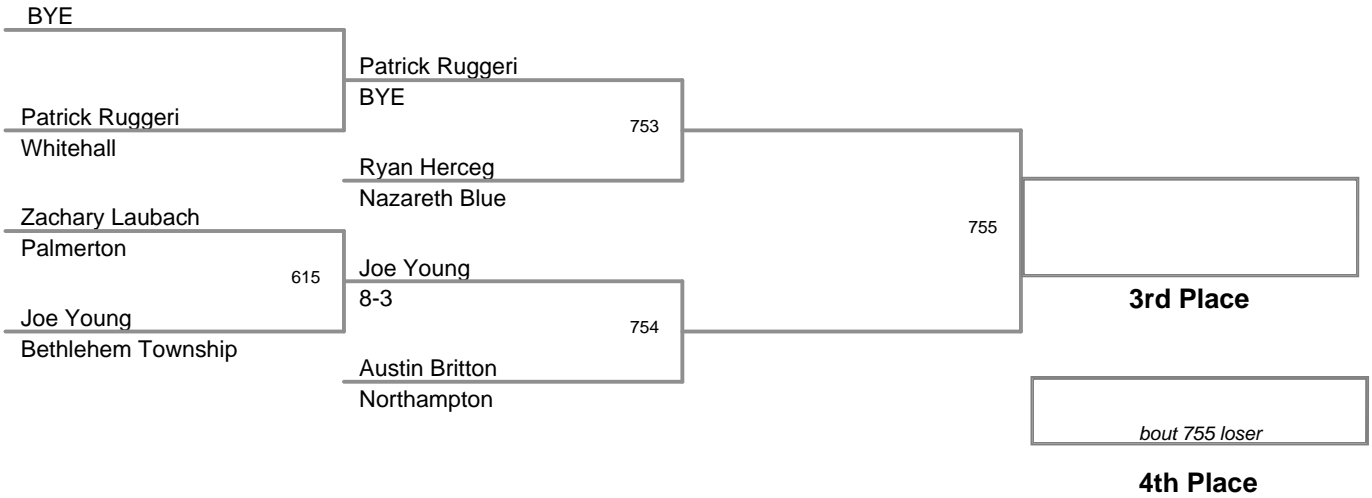 BYE
Patrick Ruggeri
Whitehall
Zachary Laubach
Palmerton
615
Joe Young
Bethlehem Township
Patrick Ruggeri
BYE
753
Ryan Herceg
Nazareth Blue
Joe Young
8-3
754
Austin Britton
Northampton
755
3rd Place
bout 755 loser
4th Place